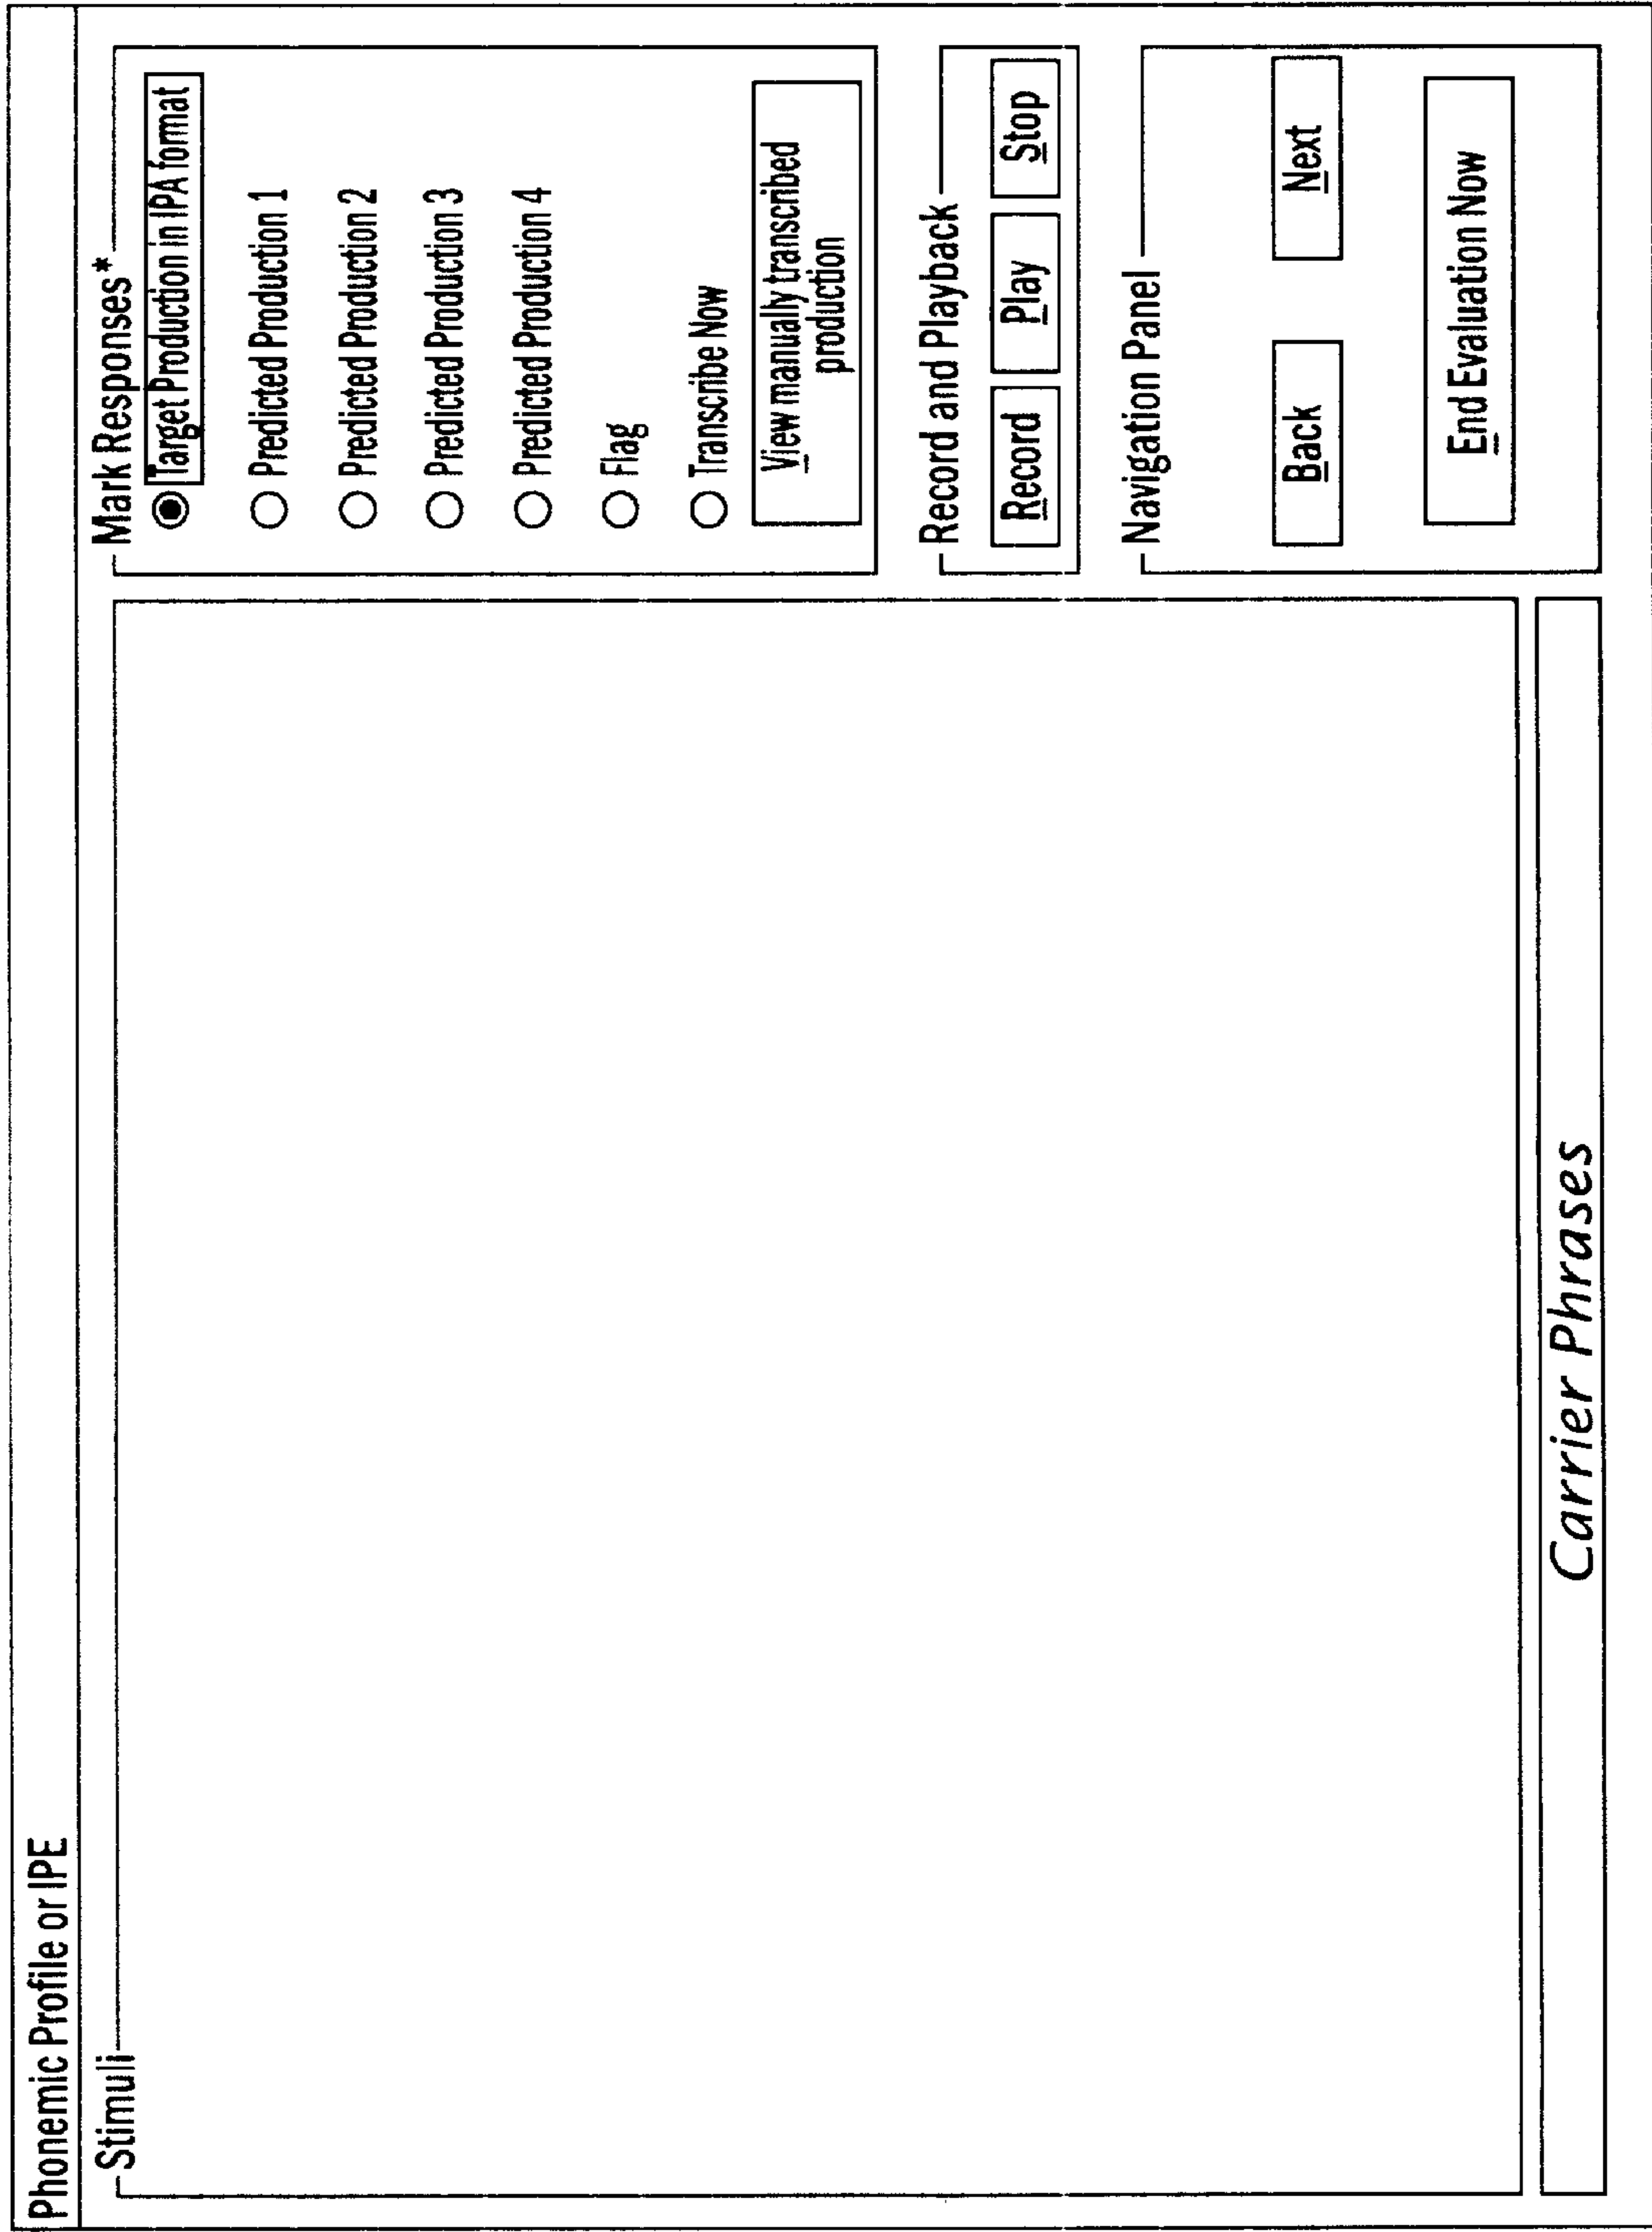 Phonemic Profile or IPE
Stimuli
Carrier Phrases
Mark Responses*
Target Production in IPA format
Predicted Production 1
Predicted Production 2
Predicted Production 3
Predicted Production 4
Flag
Transcribe Now
View manually transcribed
production
Record and Playback
Record Play Stop
Navigation Panel
Back Next
End Evaluation Now